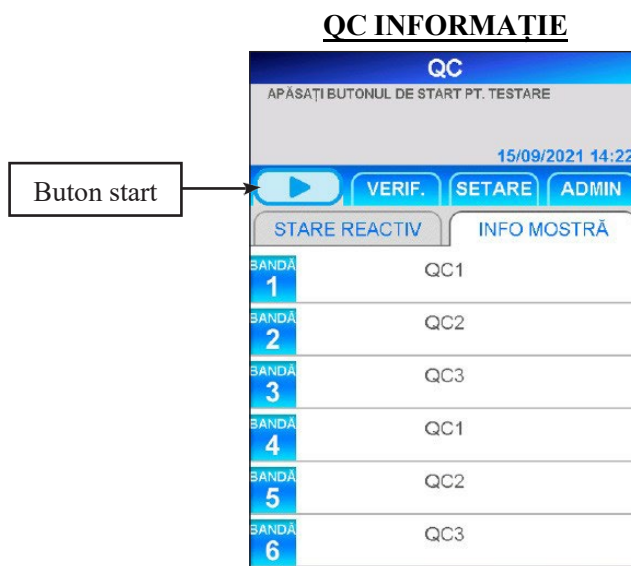 QC INFORMAȚIE
QC
APĂSAȚI BUTONUL DE START PT. TESTARE
15/09/2021 14:22
Buton start
VERIF. SETARE ADMIN
STARE REACTIV INFO MOSTRĂ
BANDĂ
1 QC1
BANDĂ
2 QC2
BANDĂ
3 QC3
BANDĂ
4 QC1
BANDĂ
5 QC2
BANDĂ
6 QC3